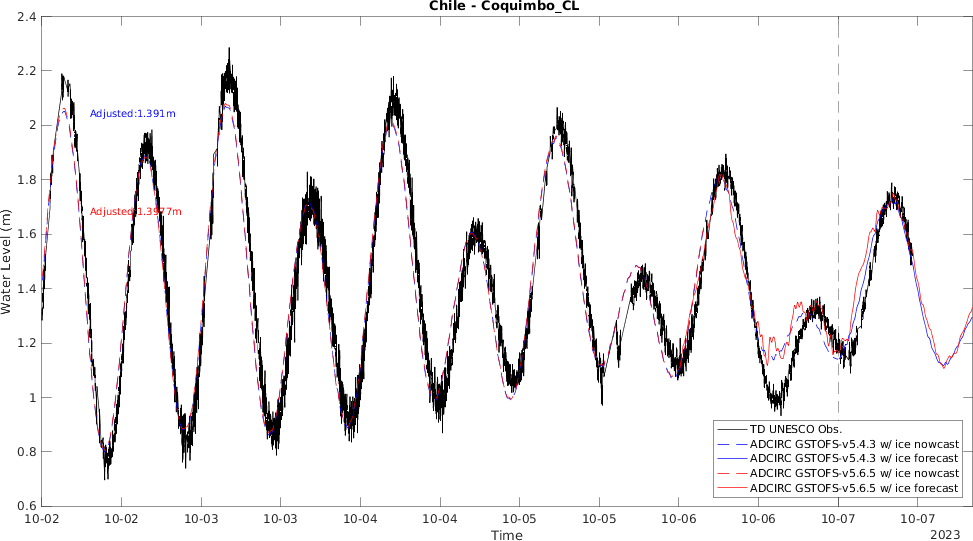 Chile - Coquimbo_CL
2.4
2.2
2
1.8
1.6
1.4
1.2
1
0.8
0.6
Water Level (m)
Adjusted:1.391m
Adjusted:1.3977m
TD UNESCO Obs.
ADCIRC GSTOFS-v5.4.3 w/ ice nowcast
ADCIRC GSTOFS-v5.4.3 w/ ice forecast
ADCIRC GSTOFS-v5.6.5 w/ ice nowcast
ADCIRC GSTOFS-v5.6.5 w/ ice forecast
10-02 10-02 10-03 10-03 10-04 10-04 10-05 10-05 10-06 10-06 10-07 10-07
Time
2023